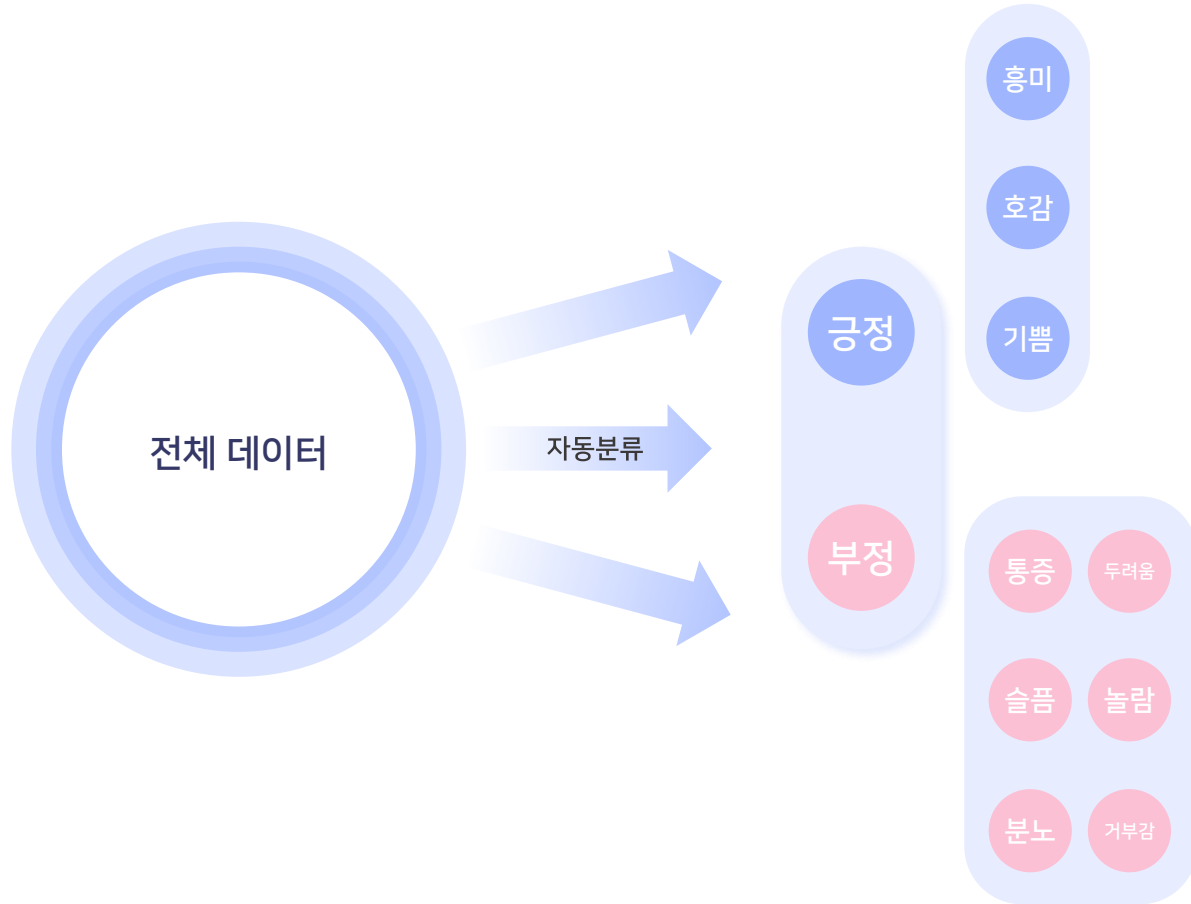 전체 데이터
자동분류
긍정
부정
흥미
호감
기쁨
통증 두려움
슬픔 놀람
분노 거부감